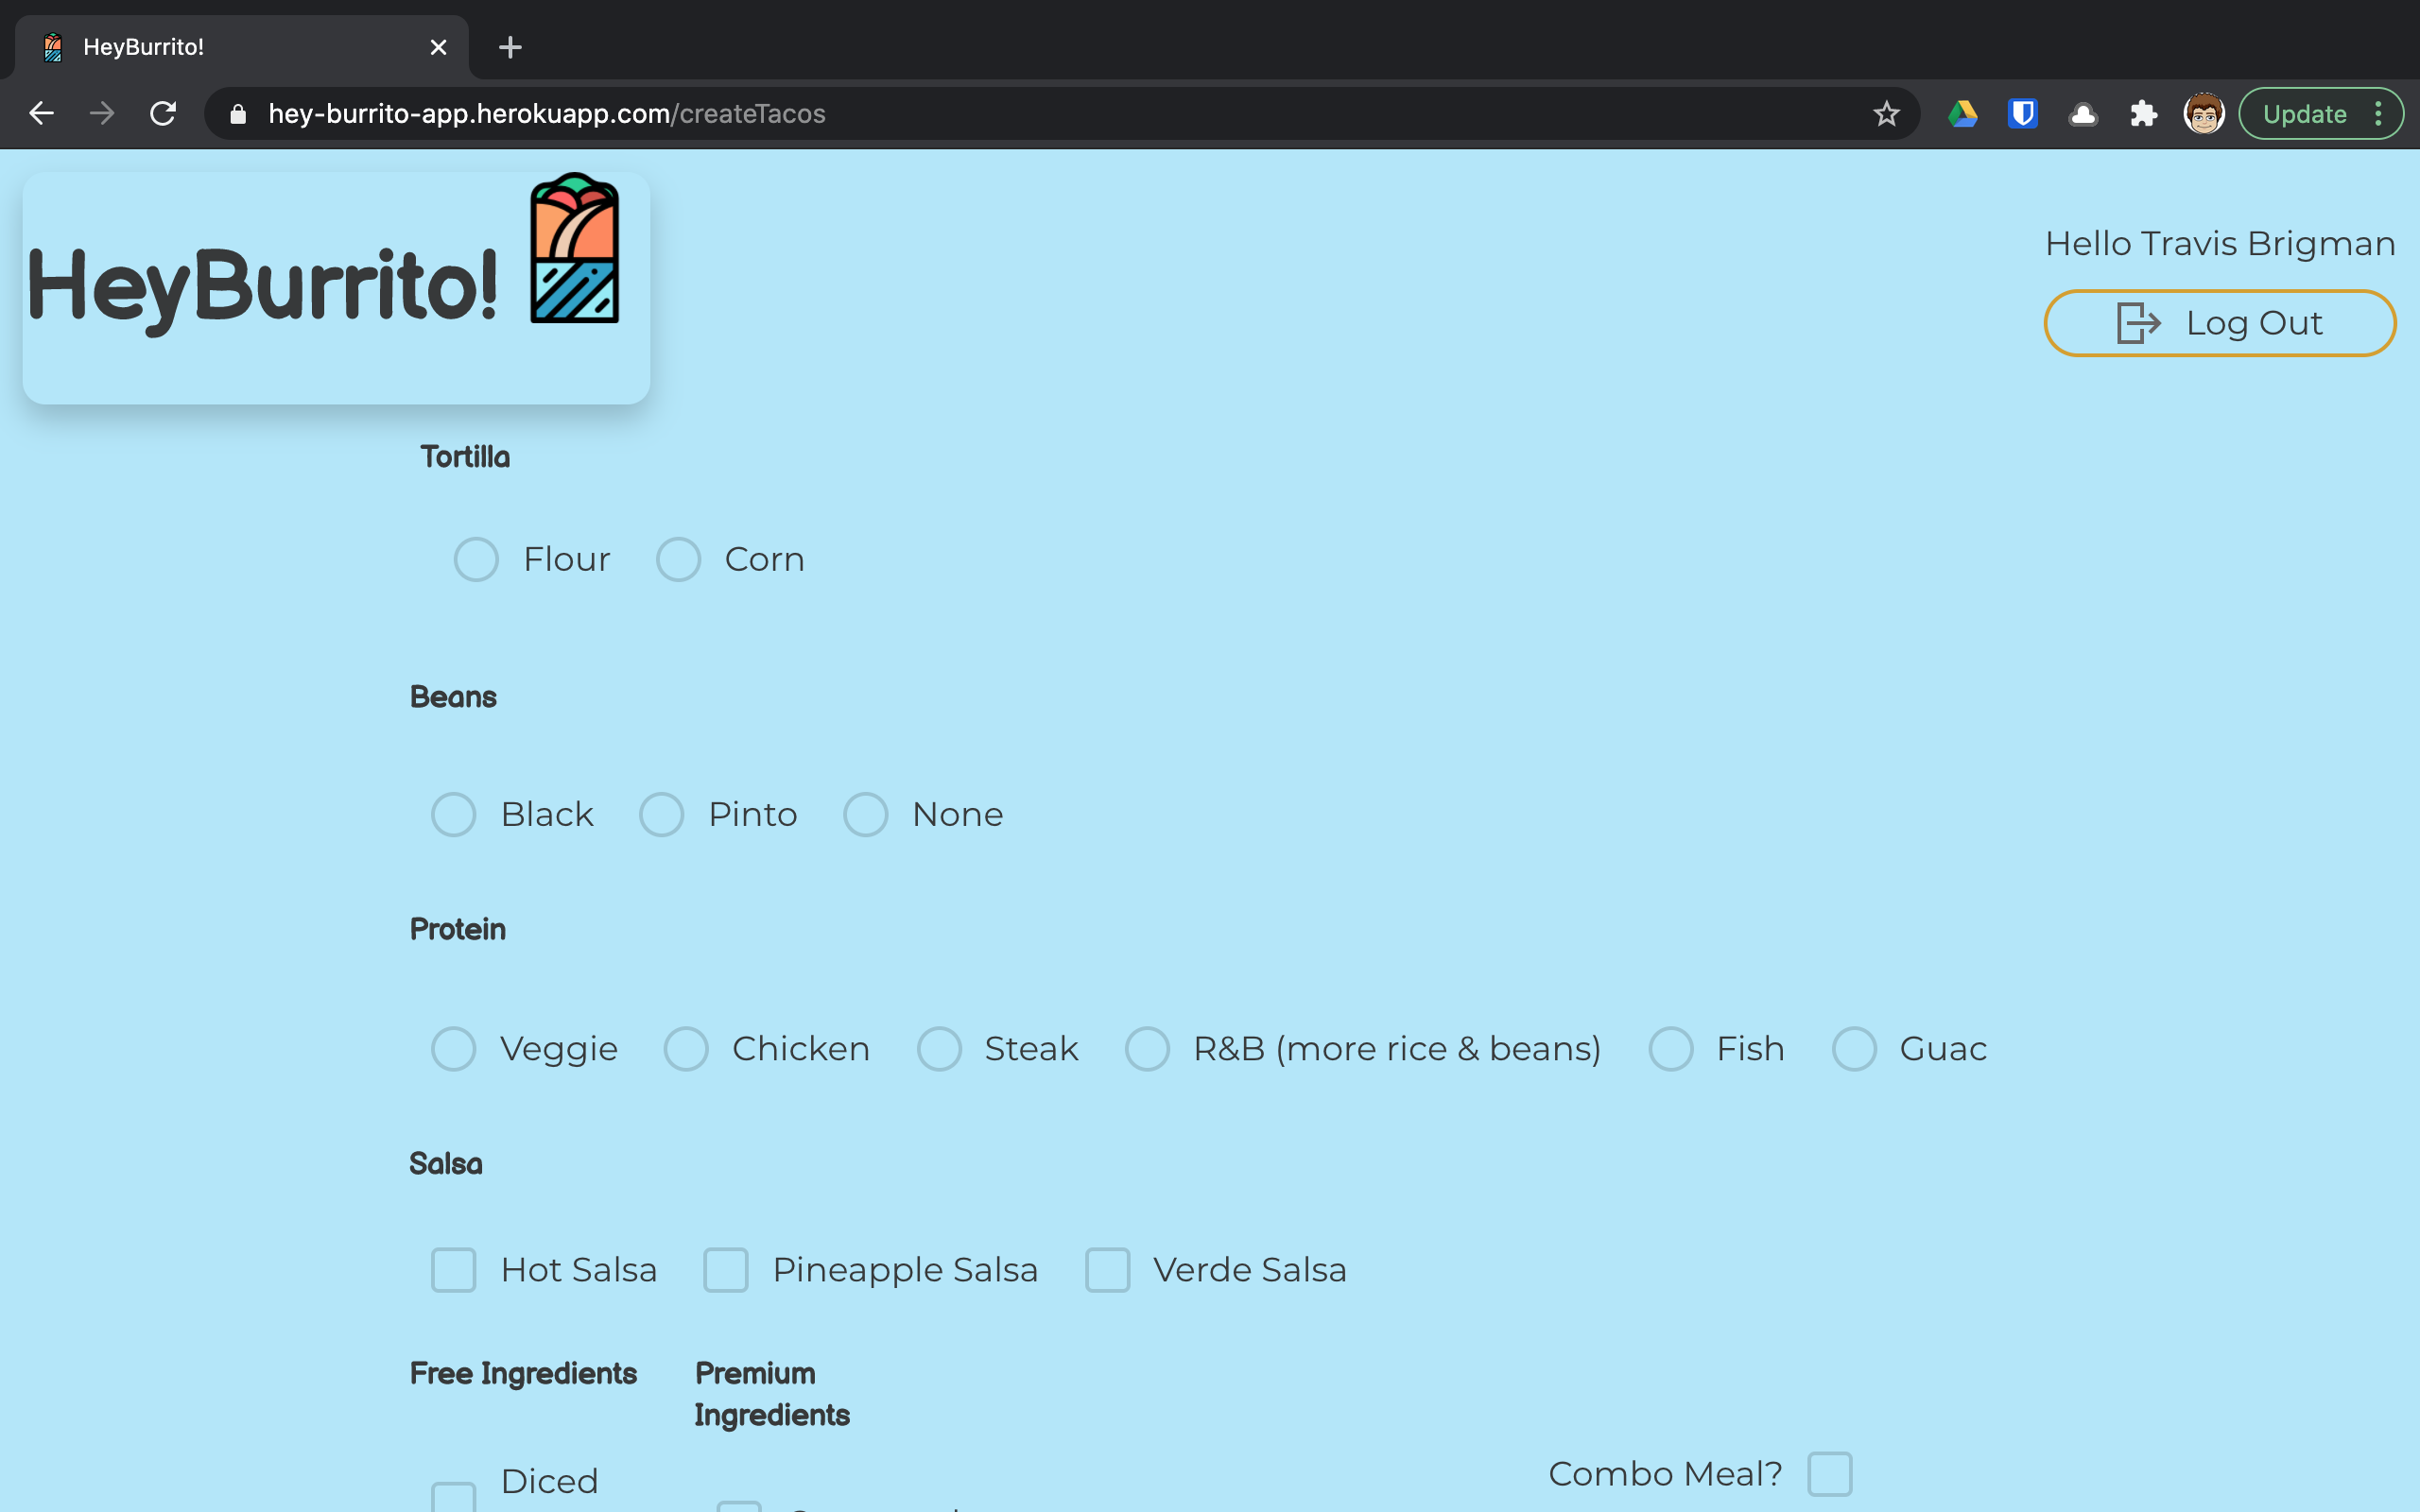 HeyBurrito!
hey-burrito-app.herokuapp.com/createTacos
Update
HeyBurrito!
Hello Travis Brigman
Log Out
Tortilla
Flour Corn
Beans
Black Pinto None
Protein
Veggie Chicken Steak R&B (more rice & beans) Fish Guac
Salsa
Hot Salsa Pineapple Salsa Verde Salsa
Free Ingredients
Premium
Ingredients
Diced
Combo Meal?